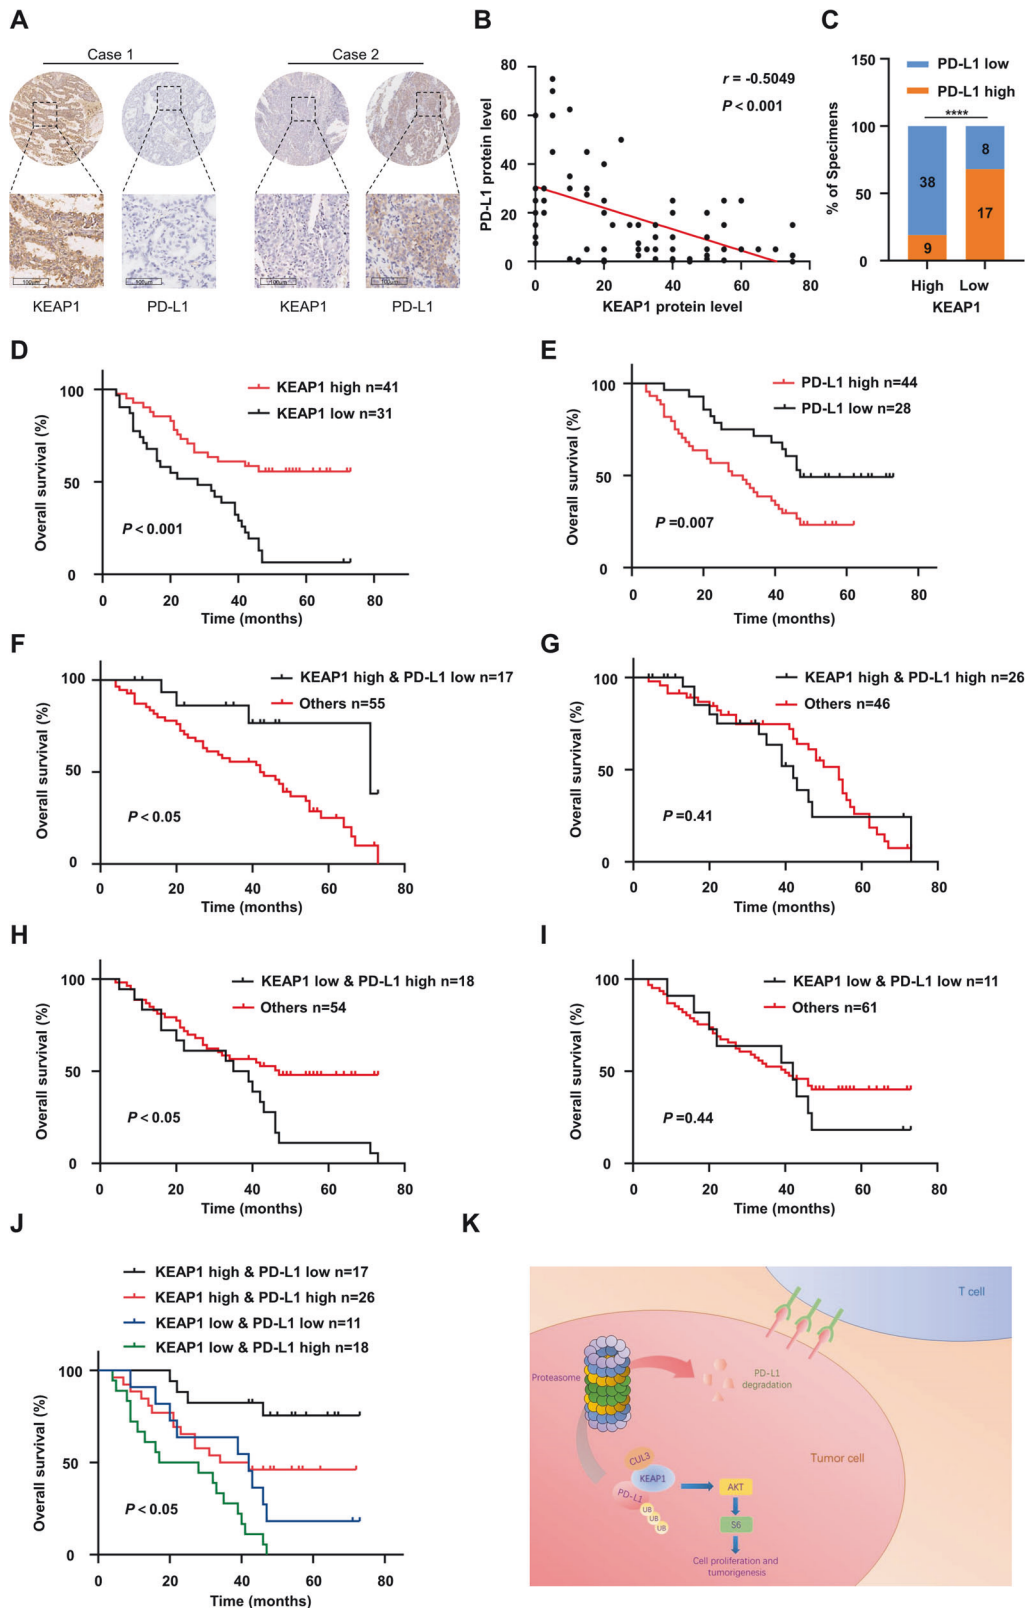 A
Case 1
Case 2
100μm
100μm
100μm
100μm
KEAP1
PD-L1
KEAP1
PD-L1
B
PD-L1 protein level
80
60
40
20
0
r = -0.5049
P < 0.001
0
20
40
60
80
KEAP1 protein level
C
PD-L1 low
PD-L1 high
% of Specimens
150
100
50
0
****
38
9
8
17
High
Low
KEAP1
D
KEAP1 high n=41
KEAP1 low n=31
Overall survival (%)
100
50
0
P < 0.001
0
20
40
60
80
Time (months)
E
PD-L1 high n=44
PD-L1 low n=28
Overall survival (%)
100
50
0
P =0.007
0
20
40
60
80
Time (months)
F
KEAP1 high & PD-L1 low n=17
Others n=55
Overall survival (%)
100
50
0
P < 0.05
0
20
40
60
80
Time (months)
G
KEAP1 high & PD-L1 high n=26
Others n=46
Overall survival (%)
100
50
0
P =0.41
0
20
40
60
80
Time (months)
H
KEAP1 low & PD-L1 high n=18
Others n=54
Overall survival (%)
100
50
0
P < 0.05
0
20
40
60
80
Time (months)
I
KEAP1 low & PD-L1 low n=11
Others n=61
Overall survival (%)
100
50
0
P =0.44
0
20
40
60
80
Time (months)
J
KEAP1 high & PD-L1 low n=17
KEAP1 high & PD-L1 high n=26
KEAP1 low & PD-L1 low n=11
KEAP1 low & PD-L1 high n=18
Overall survival (%)
100
50
0
P < 0.05
0
20
40
60
80
Time (months)
K
T cell
Proteasome
PD-L1
degradation
Tumor cell
CUL3
KEAP1
PD-L1
UB
UB
UB
AKT
S6
Cell proliferation and
tumorigenesis